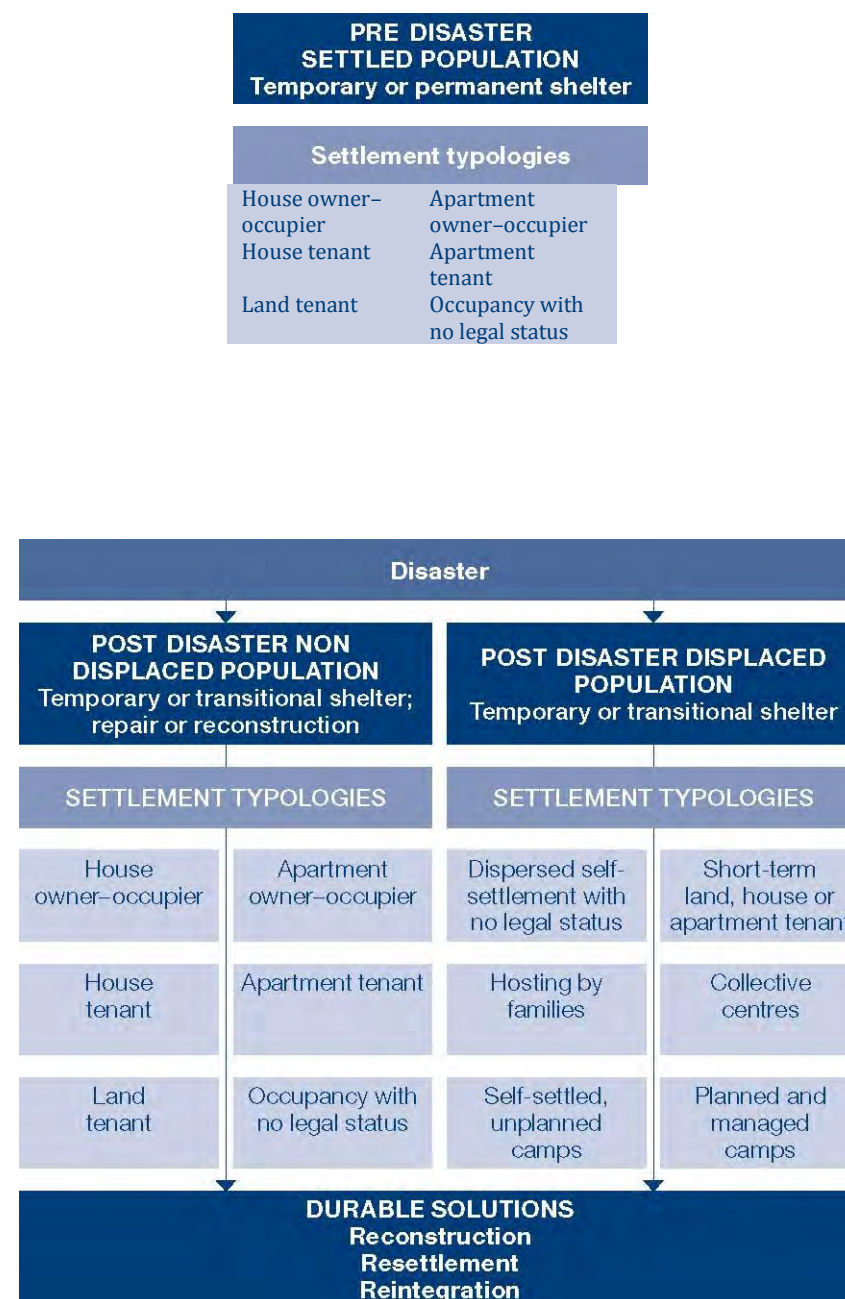 PRE DISASTER
SETTLED POPULATION
Temporary or permanent shelter
Settlement typologies
House owner–
occupier
Apartment
owner–occupier
House tenant
Apartment
tenant
Land tenant
Occupancy with
no legal status
Disaster
POST DISASTER NON
DISPLACED POPULATION
Temporary or transitional shelter;
repair or reconstruction
POST DISASTER DISPLACED
POPULATION
Temporary or transitional shelter
SETTLEMENT TYPOLOGIES
SETTLEMENT TYPOLOGIES
House
owner–occupier
Apartment
owner–occupier
Dispersed self-
settlement with
no legal status
Short-term
land, house or
apartment tenant
House
tenant
Apartment tenant
Hosting by
families
Collective
centres
Land
tenant
Occupancy with
no legal status
Self-settled,
unplanned
camps
Planned and
managed
camps
DURABLE SOLUTIONS
Reconstruction
Resettlement
Reintegration